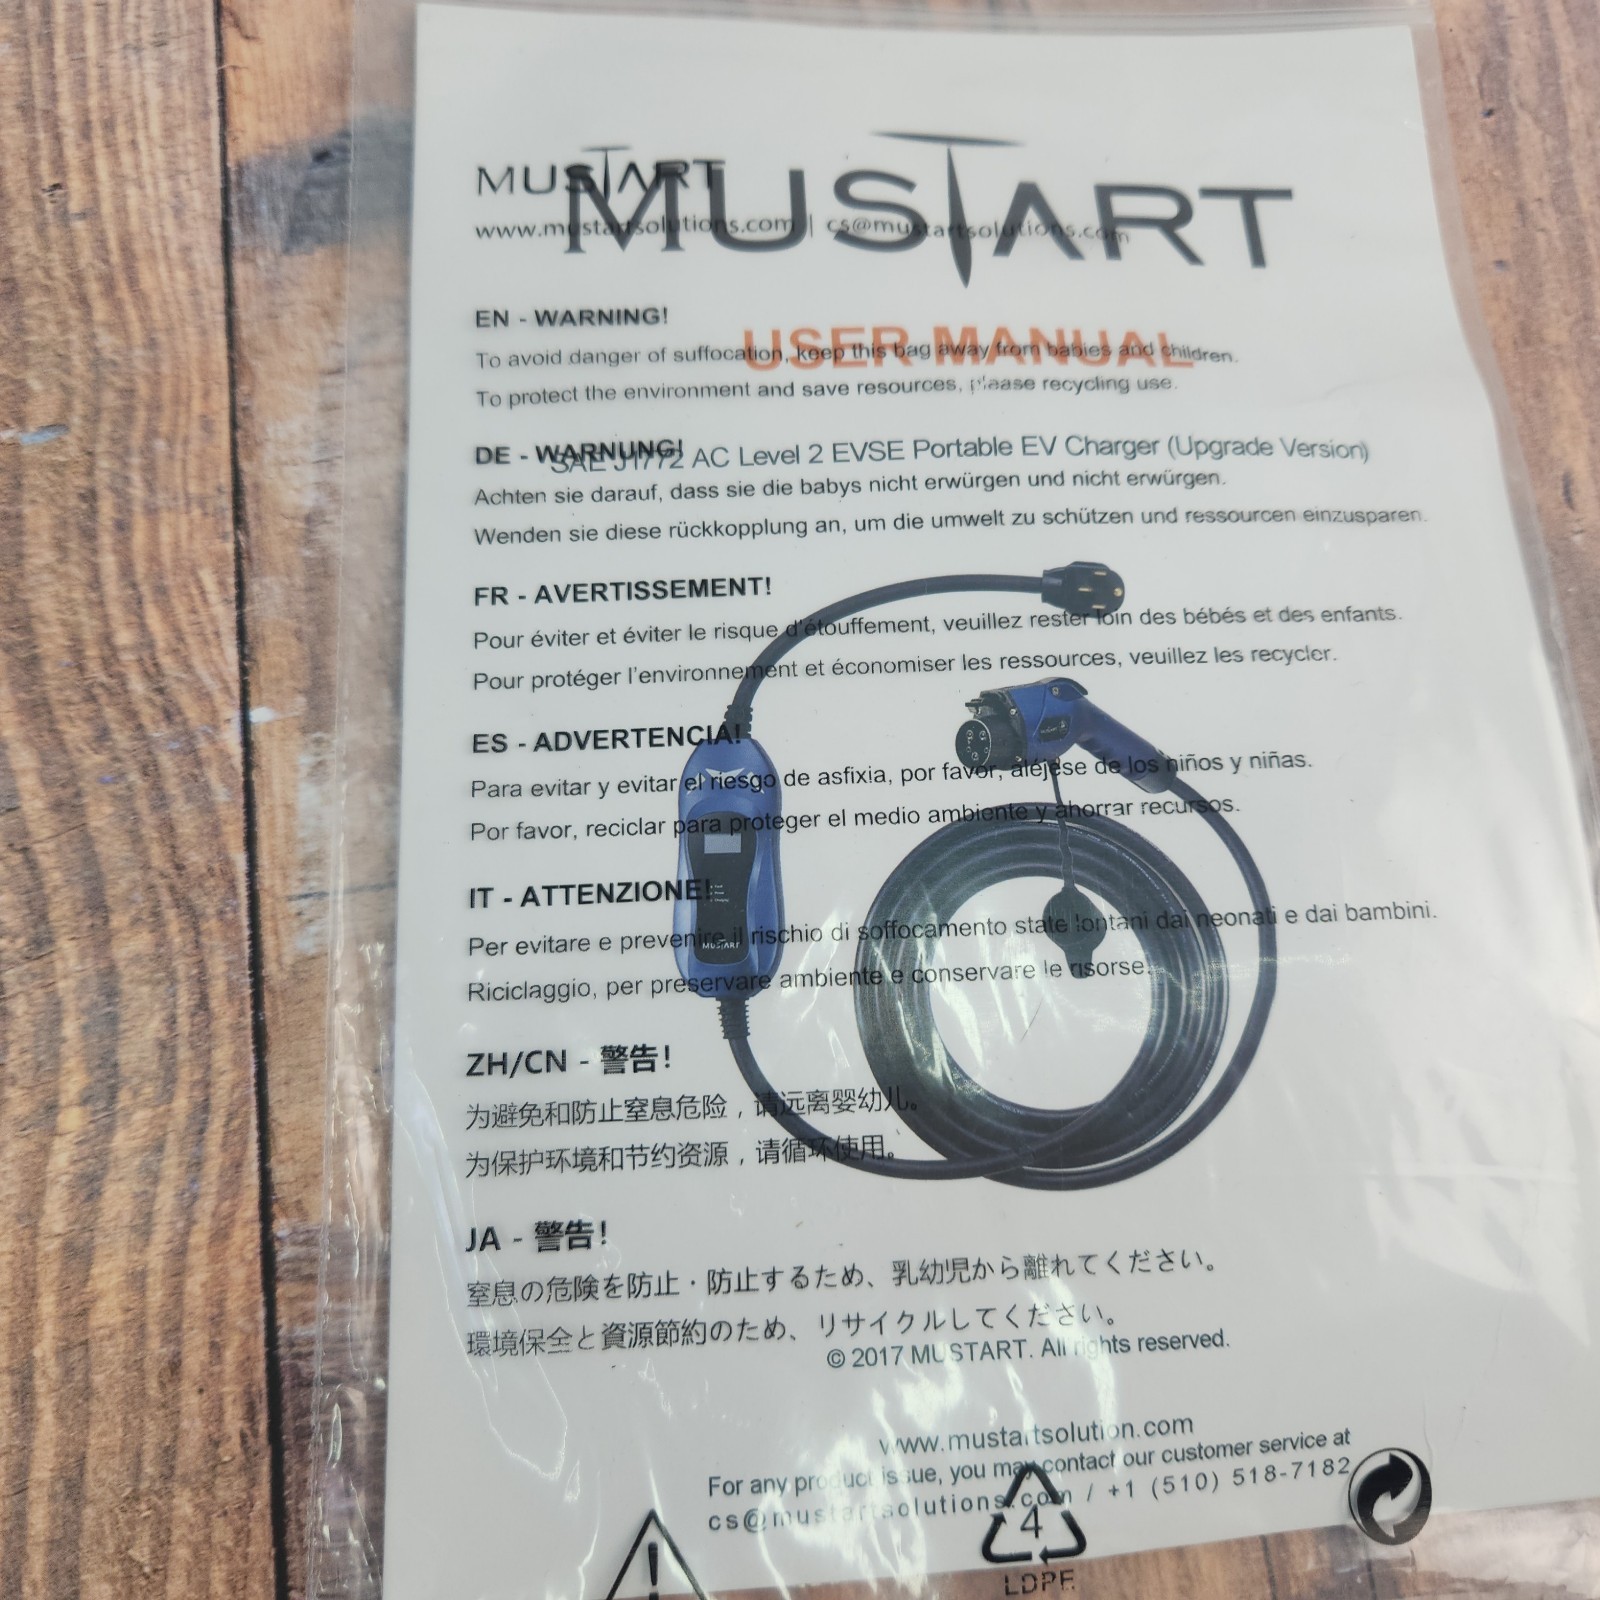 MUSTART
MUSTART
www.mustartsolutions.com | cs@mustartsolutions.com
EN - WARNING!
USER MANUAL
To avoid danger of suffocation, keep this bag away from babies and children.
To protect the environment and save resources, please recycling use.
DE - WARNUNG!
SAE J1772 AC Level 2 EVSE Portable EV Charger (Upgrade Version)
Achten sie darauf, dass sie die babys nicht erwürgen und nicht erwürgen.
Wenden sie diese rückkopplung an, um die umwelt zu schützen und ressourcen einzusparen.
FR - AVERTISSEMENT!
Pour éviter et éviter le risque d'étouffement, veuillez rester loin des bébés et des enfants.
Pour protéger l'environnement et économiser les ressources, veuillez les recycler.
ES - ADVERTENCIA!
Para evitar y evitar el riesgo de asfixia, por favor, aléjese de los niños y niñas.
Por favor, reciclar para proteger el medio ambiente y ahorrar recursos.
IT - ATTENZIONE!
Per evitare e prevenire il rischio di soffocamento state lontani dai neonati e dai bambini.
MUSTART
Riciclaggio, per preservare ambiente e conservare le risorse.
ZH/CN - 警告!
为避免和防止窒息危险，请远离婴幼儿。
为保护环境和节约资源，请循环使用。
JA - 警告!
窒息の危険を防止・防止するため、乳幼児から離れてください。
環境保全と資源節約のため、リサイクルしてください。
© 2017 MUSTART. All rights reserved.
www.mustartsolution.com
For any product issue, you may contact our customer service at
cs@mustartsolutions.com / +1 (510) 518-7182
4
LDPE